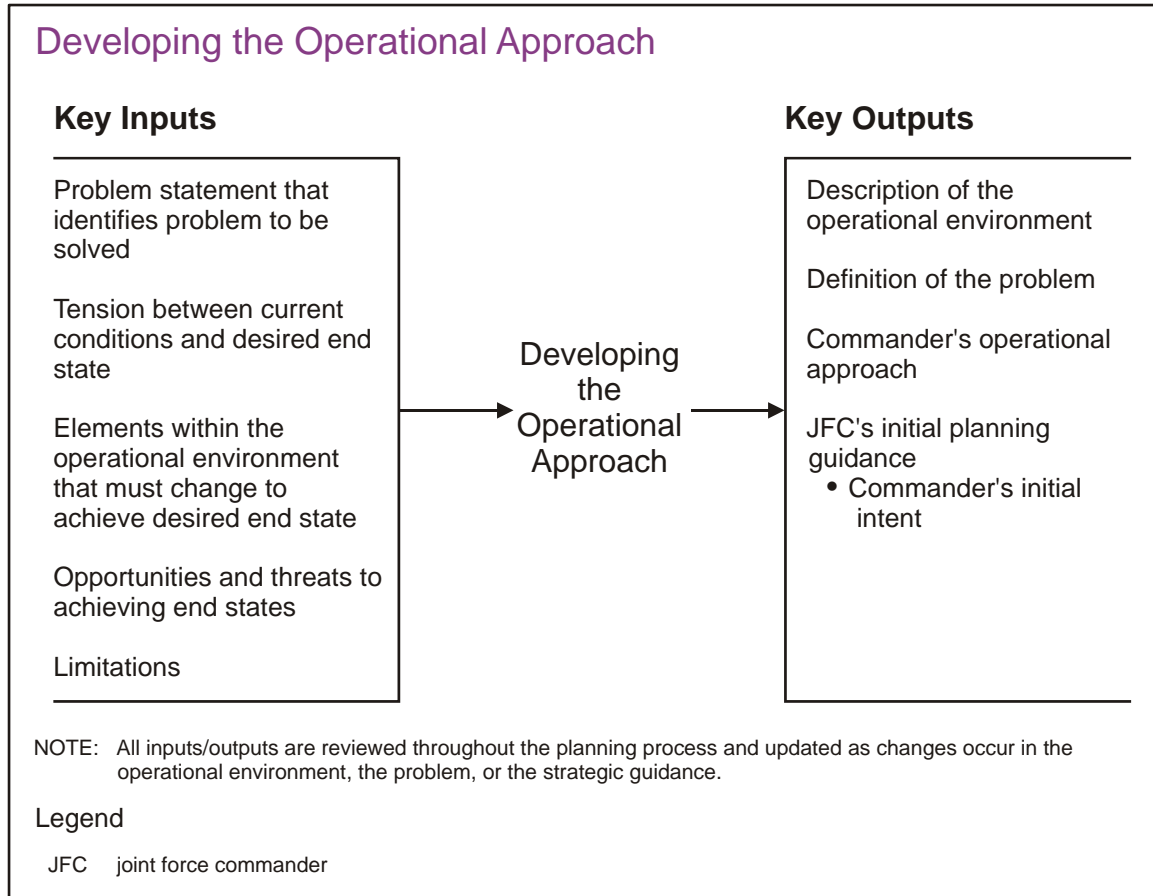 Developing the Operational Approach
Key Inputs
Problem statement that
identifies problem to be
solved
Tension between current
conditions and desired end
state
Elements within the
operational environment
that must change to
achieve desired end state
Opportunities and threats to
achieving end states
Limitations
Developing
the
Operational
Approach
Key Outputs
Description of the
operational environment
Definition of the problem
Commander's operational
approach
JFC's initial planning
guidance
• Commander's initial
intent
NOTE: All inputs/outputs are reviewed throughout the planning process and updated as changes occur in the
operational environment, the problem, or the strategic guidance.
Legend
JFC joint force commander